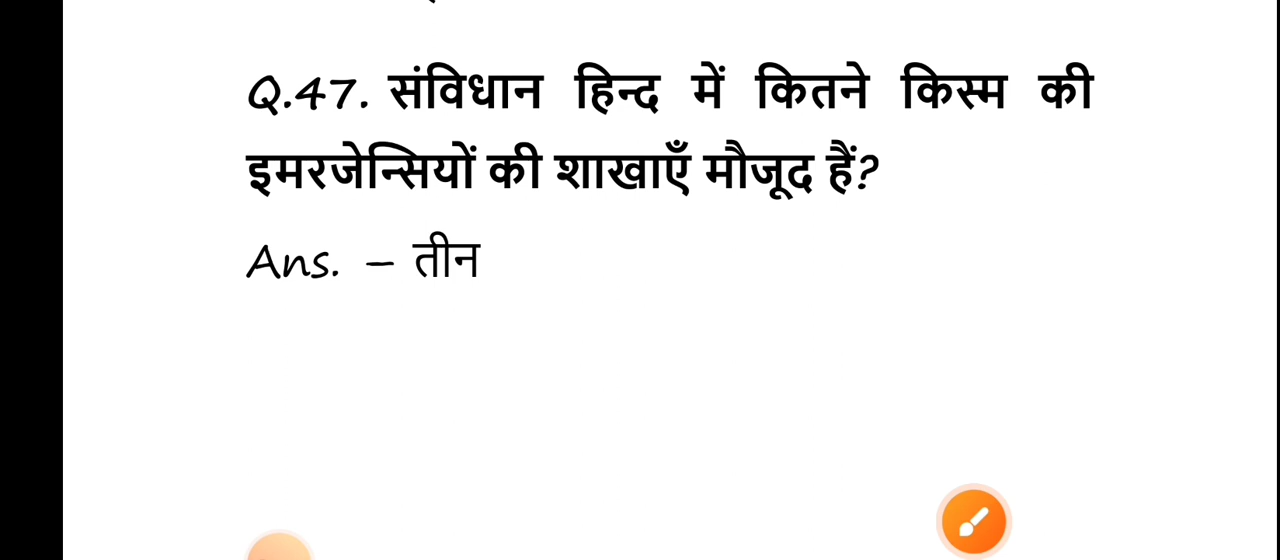 Q.47. संविधान हिन्द में कितने किस्म की
इमरजेन्सियों की शाखाएँ मौजूद हैं?
Ans. – तीन